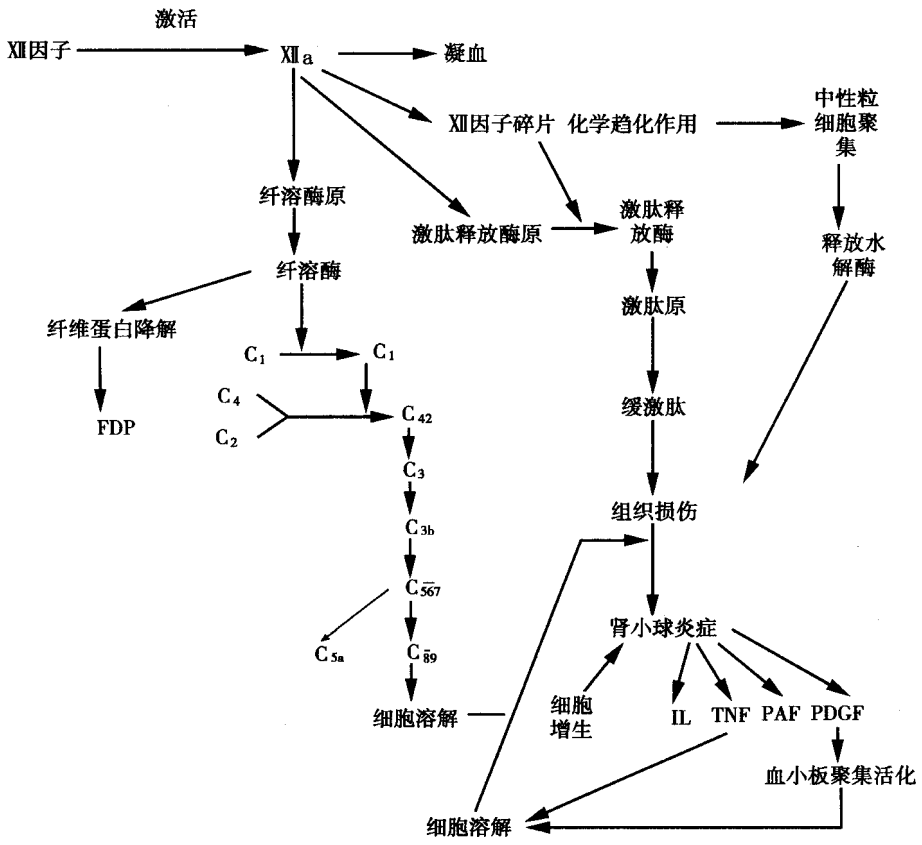 激活
Ⅻ因子
Ⅻa
凝血
中性粒
细胞聚
集
Ⅻ因子碎片 化学趋化作用
纤溶酶原
激肽释放酶原
激肽释
放酶
释放水
解酶
纤溶酶
激肽原
纤维蛋白降解
C₁
C₁
C₄
FDP
C₂
C₄₂
缓激肽
C₃
组织损伤
C₃b
C5̅6̅7
肾小球炎症
C₅a
C8̅9
细胞溶解
细胞
增生
IL TNF PAF PDGF
血小板聚集活化
细胞溶解